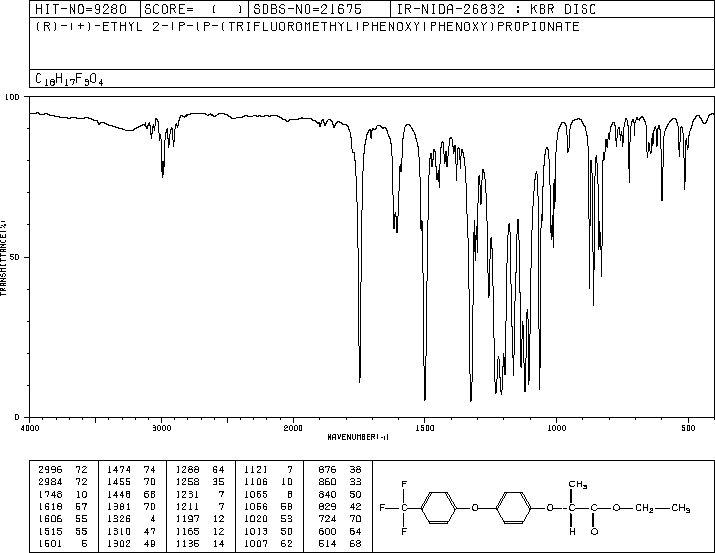 HIT-NO=9280 SCORE= ( ) SDBS-NO=21675 IR-NIDA-26832 : KBR DISC
(R)-(+)-ETHYL 2-(P-(P-(TRIFLUOROMETHYL)PHENOXY)PHENOXY)PROPIONATE
C18H17F3O4
100
50
0
TRANSMITTANCE(%)
4000 3000 2000 1500 1000 500
WAVENUMBER(-1)
2996 72 1474 74 1288 64 1121 7 876 38
2984 72 1455 70 1258 35 1106 10 860 33
1748 10 1448 68 1231 7 1065 8 840 50
1618 57 1381 70 1211 7 1056 58 829 42
1606 55 1326 4 1197 12 1020 53 724 70
1515 55 1310 47 1165 12 1013 50 600 64
1501 5 1302 49 1135 14 1007 62 514 68
F
CH3
F C O O C C O CH2 CH3
F H O